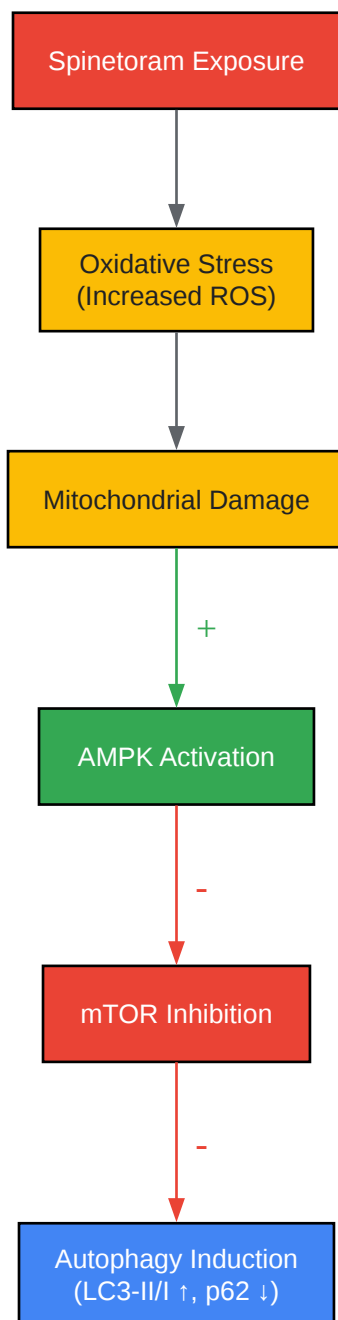 Spinetoram Exposure
Oxidative Stress
(Increased ROS)
Mitochondrial Damage
+
AMPK Activation
-
mTOR Inhibition
-
Autophagy Induction
(LC3-II/I ↑, p62 ↓)